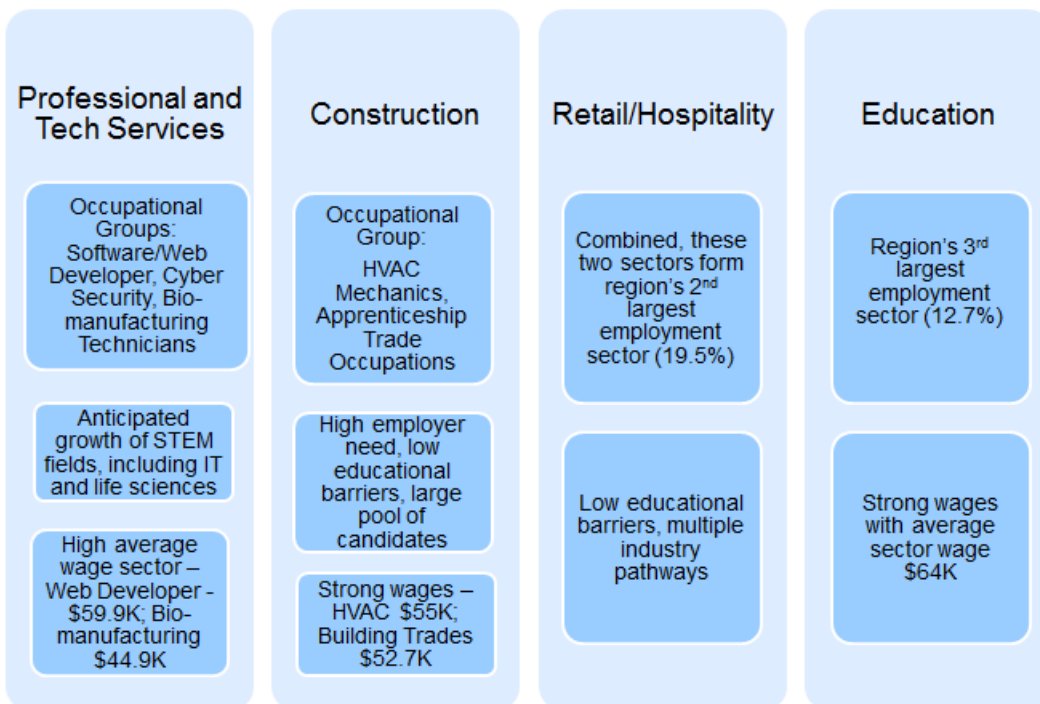 Professional and
Tech Services
Occupational
Groups:
Software/Web
Developer, Cyber
Security, Bio-
manufacturing
Technicians
Anticipated
growth of STEM
fields, including IT
and life sciences
High average
wage sector –
Web Developer -
$59.9K; Bio-
manufacturing
$44.9K
Construction
Occupational
Group:
HVAC
Mechanics,
Apprenticeship
Trade
Occupations
High employer
need, low
educational
barriers, large
pool of
candidates
Strong wages –
HVAC $55K;
Building Trades
$52.7K
Retail/Hospitality
Combined, these
two sectors form
region's 2nd
largest
employment
sector (19.5%)
Low educational
barriers, multiple
industry
pathways
Education
Region's 3rd
largest
employment
sector (12.7%)
Strong wages
with average
sector wage
$64K